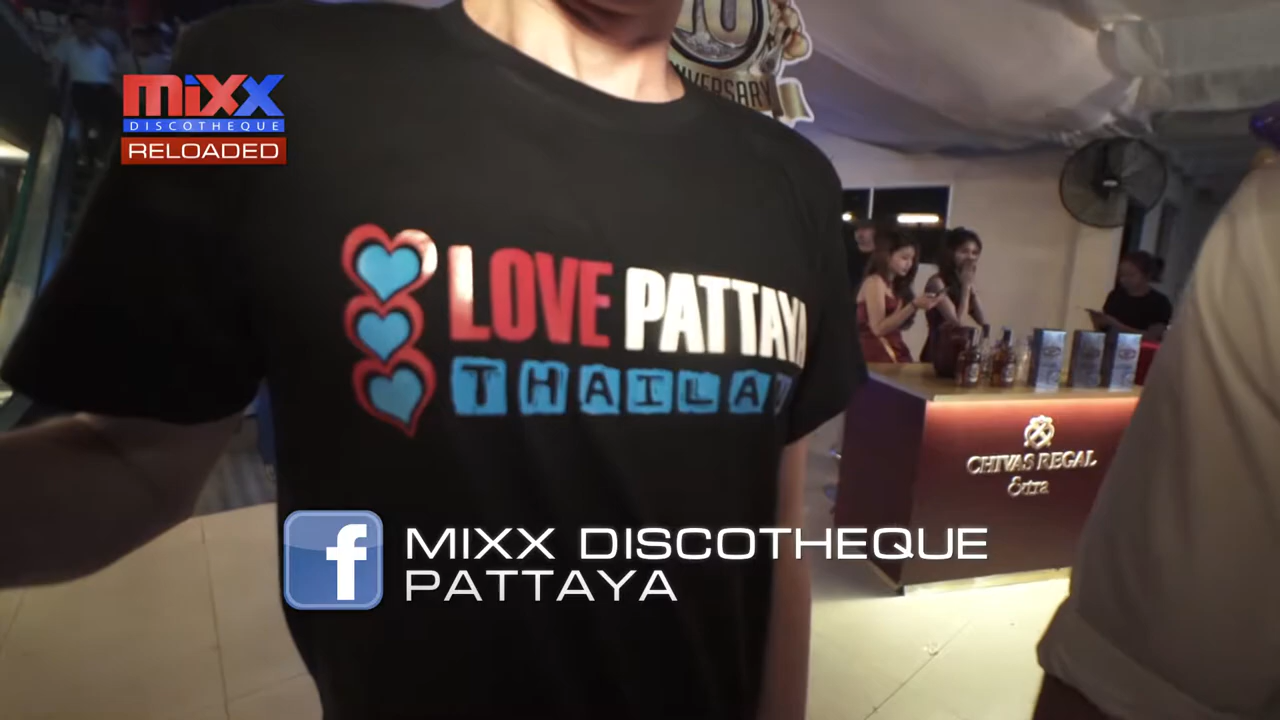 MiXX
DISCOTHEQUE
RELOADED
LOVE PATTAYA
CHIVAS REGAL
Extra
f
MIXX DISCOTHEQUE
PATTAYA